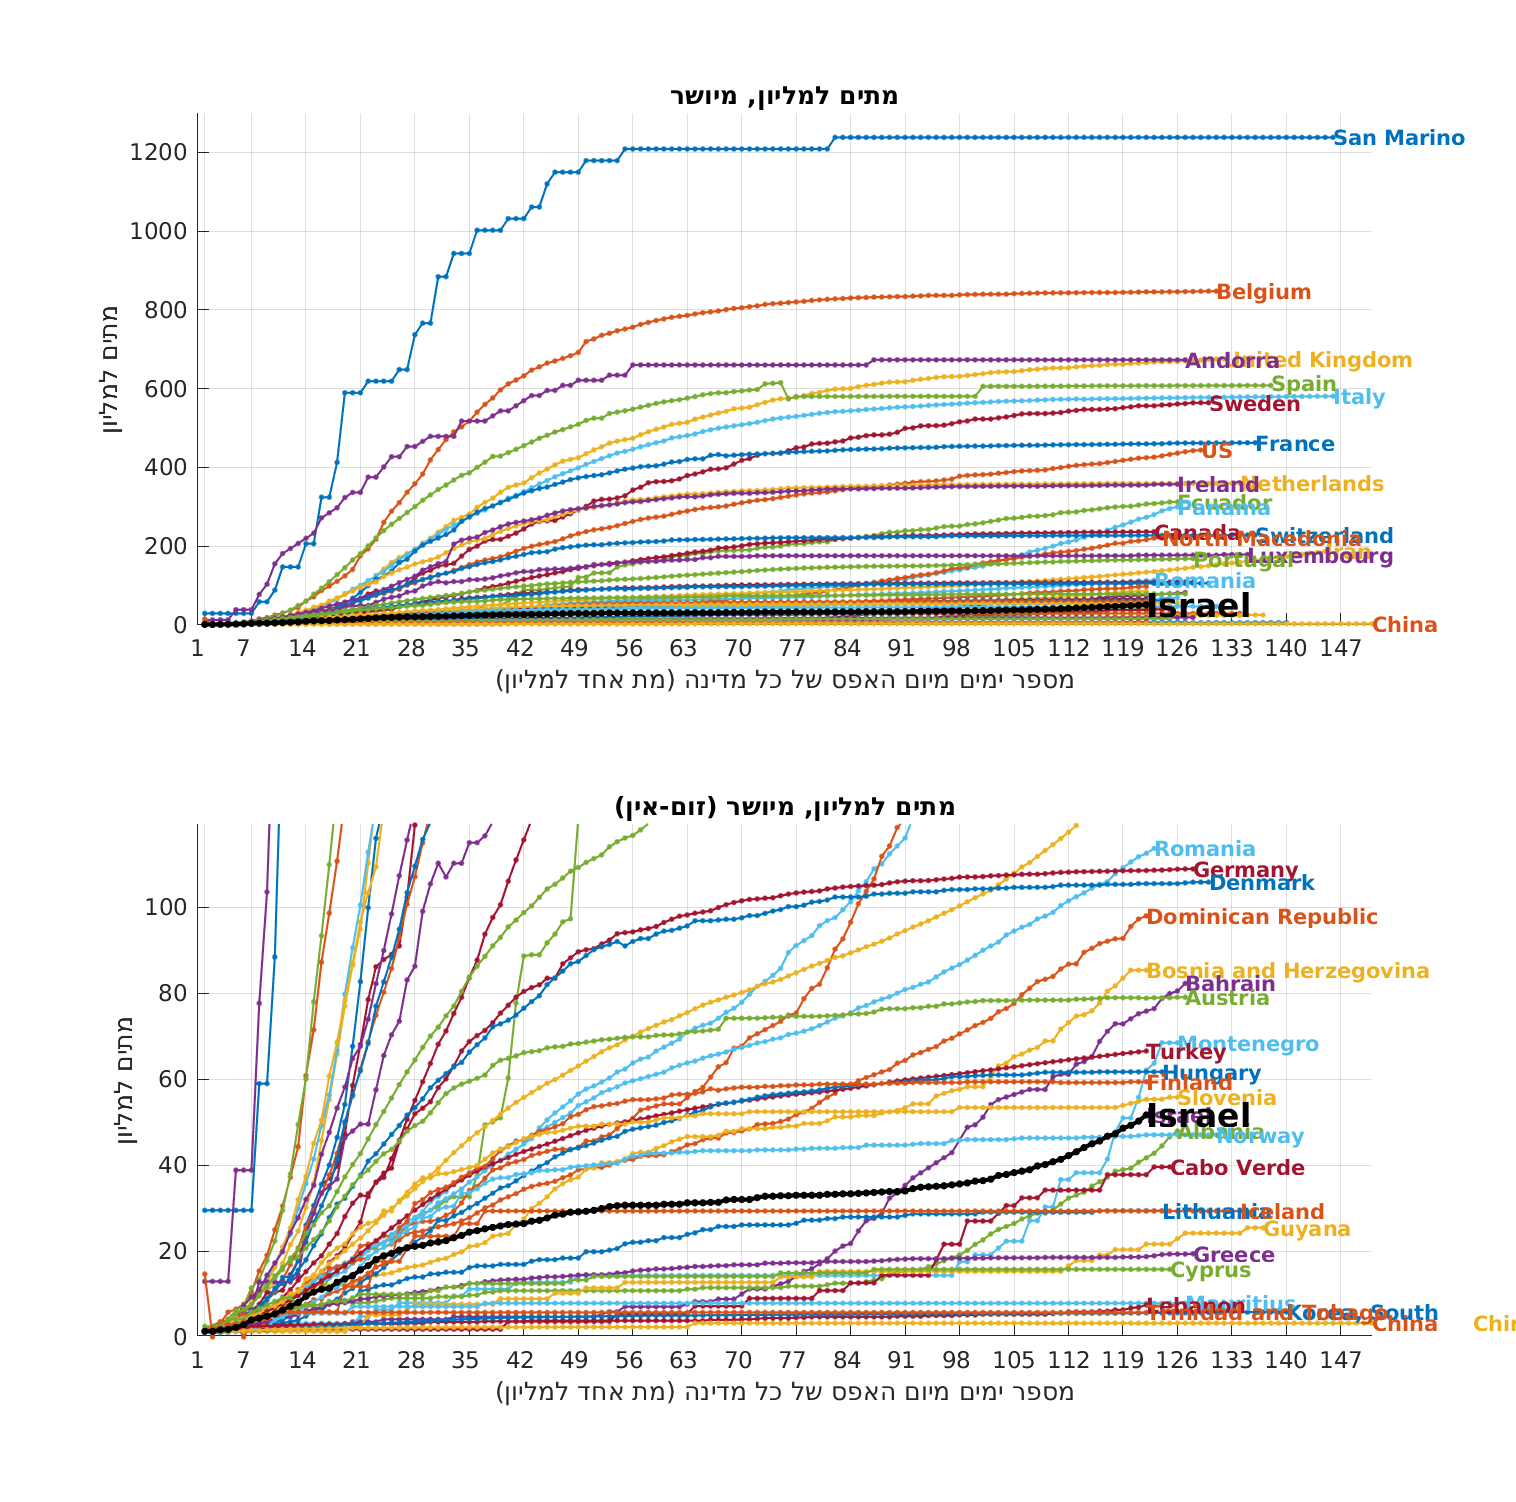 מתים למליון, מיושר
מתים למליון
1200
1000
800
600
400
200
0
San Marino
Belgium
United Kingdom
Andorra
Spain
Italy
Sweden
France
US
Netherlands
Ireland
Ecuador
Panama
Canada
Switzerland
North Macedonia
Iran
Luxembourg
Portugal
Romania
Israel
China
1 7 14 21 28 35 42 49 56 63 70 77 84 91 98 105 112 119 126 133 140 147
מספר ימים מיום האפס של כל מדינה (מת אחד למליון)
מתים למליון, מיושר (זום-אין)
מתים למליון
100
80
60
40
20
0
Romania
Germany
Denmark
Dominican Republic
Bosnia and Herzegovina
Bahrain
Austria
Montenegro
Turkey
Hungary
Finland
Slovenia
Israel
Israel
Albania
Norway
Cabo Verde
Lithuania
Iceland
Guyana
Greece
Cyprus
Mauritius
Lebanon
Trinidad and Tobago
Korea, South
China
1 7 14 21 28 35 42 49 56 63 70 77 84 91 98 105 112 119 126 133 140 147
מספר ימים מיום האפס של כל מדינה (מת אחד למליון)